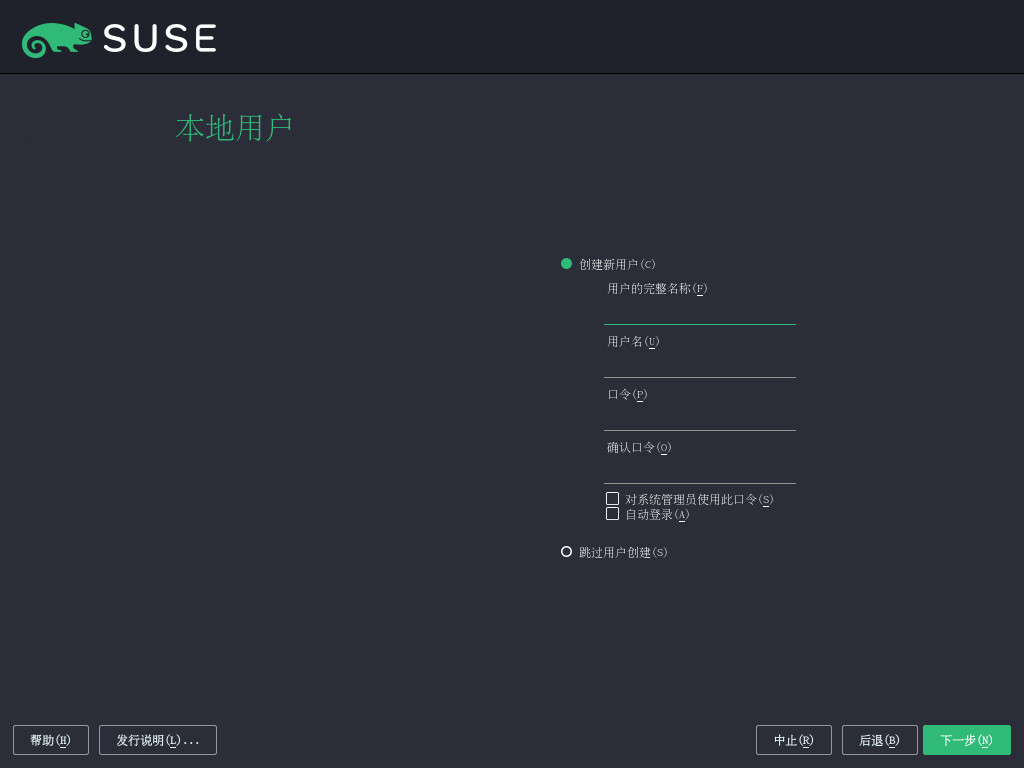 SUSE
本地用户
创建新用户(C)
用户的完整名称(F)
用户名(U)
口令(P)
确认口令(O)
对系统管理员使用此口令(S)
自动登录(A)
跳过用户创建(S)
帮助(H) 发行说明(L)... 中止(R) 后退(B) 下一步(N)